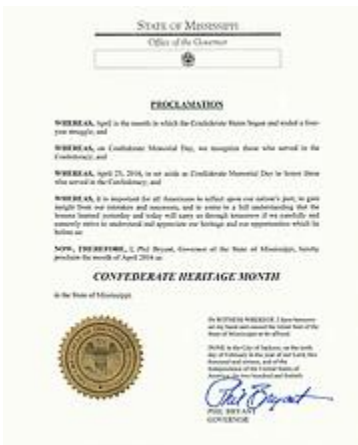 STATE OF MISSISSIPPI
Office of the Governor
PROCLAMATION
WHEREAS, April is the month in which the Confederate States began and ended a four-
year struggle; and
WHEREAS, on Confederate Memorial Day, we recognize those who served in the
Confederacy; and
WHEREAS, April 25, 2016, is set aside as Confederate Memorial Day to honor those
who served in the Confederacy; and
WHEREAS, it is important for all Americans to reflect upon our nation's past, to gain
insight from our mistakes and successes, and to come to a full understanding that the
lessons learned yesterday and today will carry us through tomorrow if we carefully and
earnestly strive to understand and appreciate our heritage and our opportunities which lie
before us:
NOW, THEREFORE, I, Phil Bryant, Governor of the State of Mississippi, hereby
proclaim the month of April 2016 as
CONFEDERATE HERITAGE MONTH
in the State of Mississippi.
IN WITNESS WHEREOF, I have hereunto
set my hand and caused the Great Seal of the
State of Mississippi to be affixed.
DONE in the City of Jackson, on the
day of February in the year of our Lord, two
thousand and sixteen, and of the
Independence of the United States of
America, the two hundred and fortieth.
Phil Bryant
PHIL BRYANT
GOVERNOR